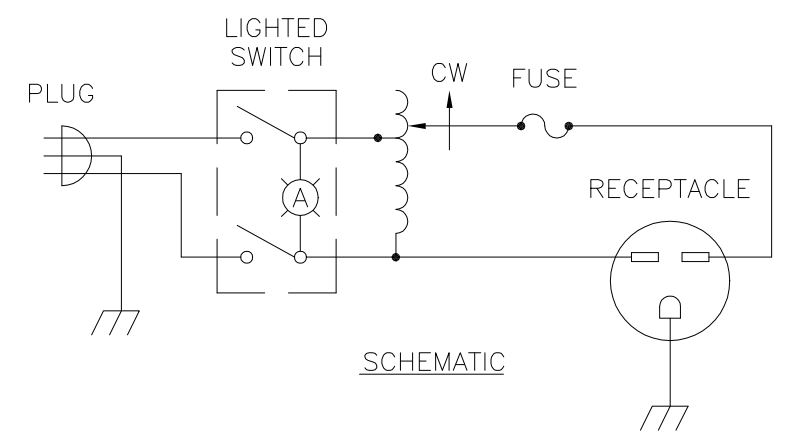 LIGHTED
SWITCH
PLUG
CW
FUSE
A
RECEPTACLE
SCHEMATIC